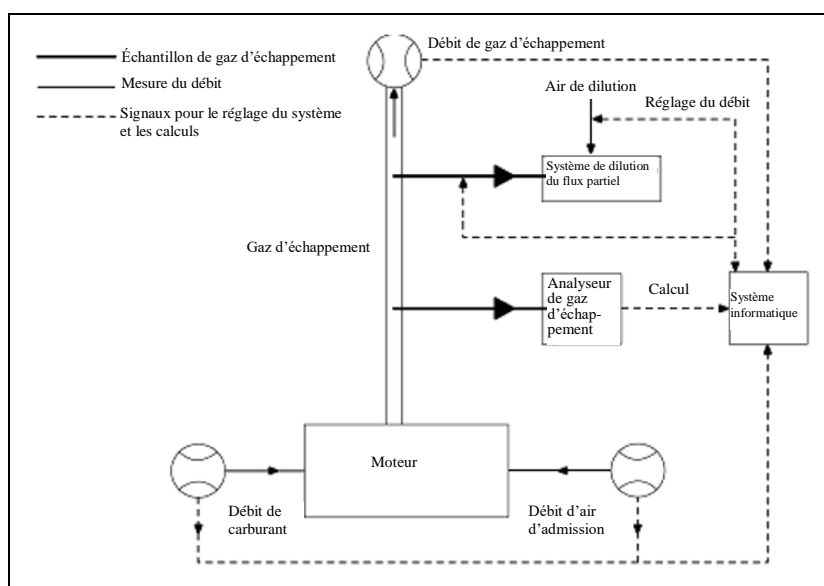 Échantillon de gaz d'échappement
Mesure du débit
Signaux pour le réglage du système
et les calculs
Débit de gaz d'échappement
Air de dilution
Réglage du débit
Système de dilution
du flux partiel
Gaz d'échappement
Analyseur
de gaz
d'échap-
pement
Calcul
Système
informatique
Moteur
Débit de
carburant
Débit d'air
d'admission